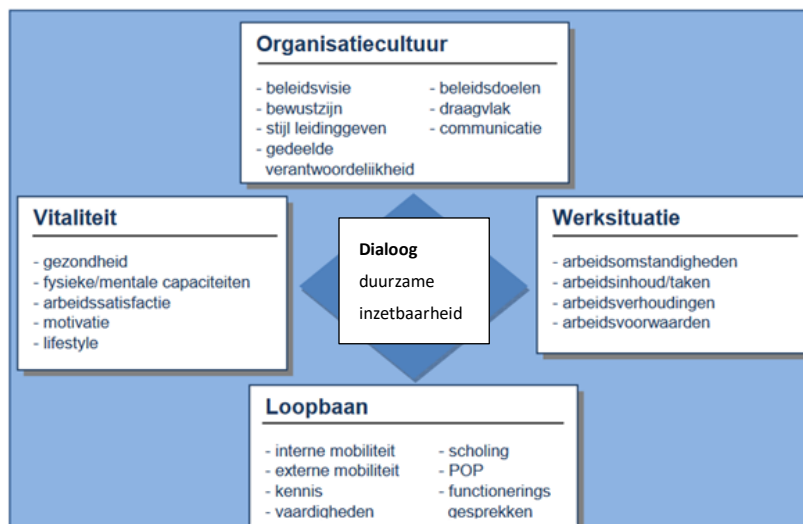 Organisatiecultuur
- beleidsvisie
- bewustzijn
- stijl leidinggeven
- gedeelde
verantwoordelijkheid
- beleidsdoelen
- draagvlak
- communicatie
Vitaliteit
- gezondheid
- fysieke/mentale capaciteiten
- arbeidssatisfactie
- motivatie
- lifestyle
Dialoog
duurzame
inzetbaarheid
Werksituatie
- arbeidsomstandigheden
- arbeidsinhoud/taken
- arbeidsverhoudingen
- arbeidsvoorwaarden
Loopbaan
- interne mobiliteit
- externe mobiliteit
- kennis
- vaardigheden
- scholing
- POP
- functionerings
gesprekken